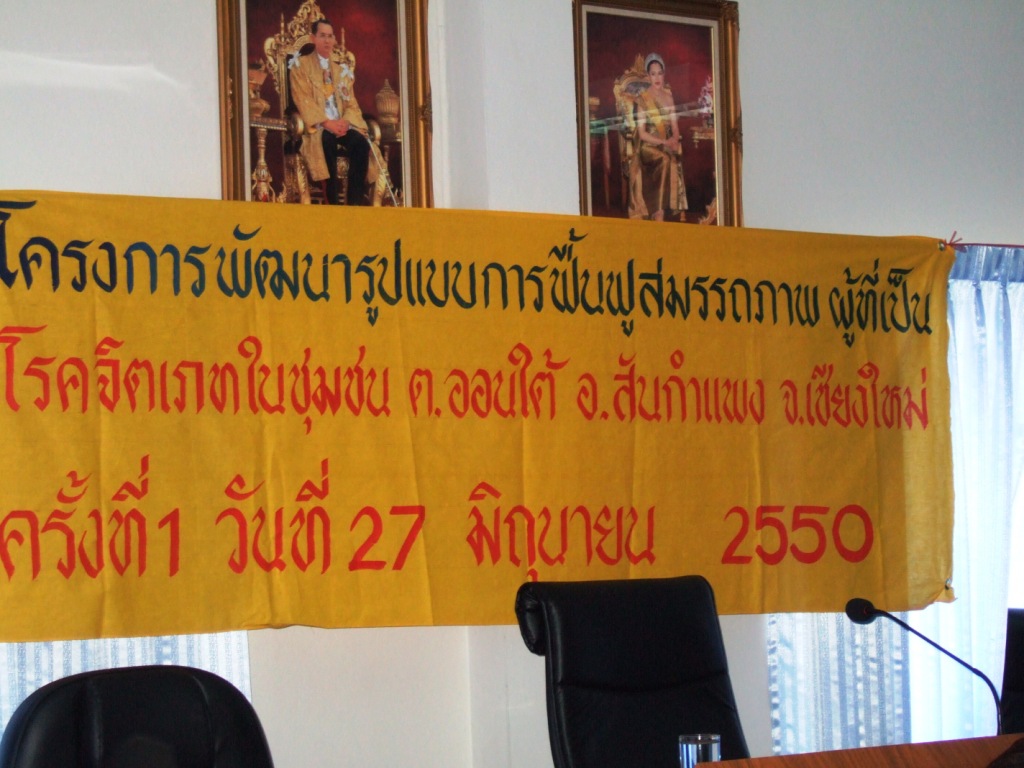 โครงการพัฒนารูปแบบการฟื้นฟูสมรรถภาพ ผู้ที่เป็น
โรคจิตเภทในชุมชน ต.ออนใต้ อ.สันกำแพง จ.เชียงใหม่
ครั้งที่1 วันที่ 27 มิถุนายน 2550